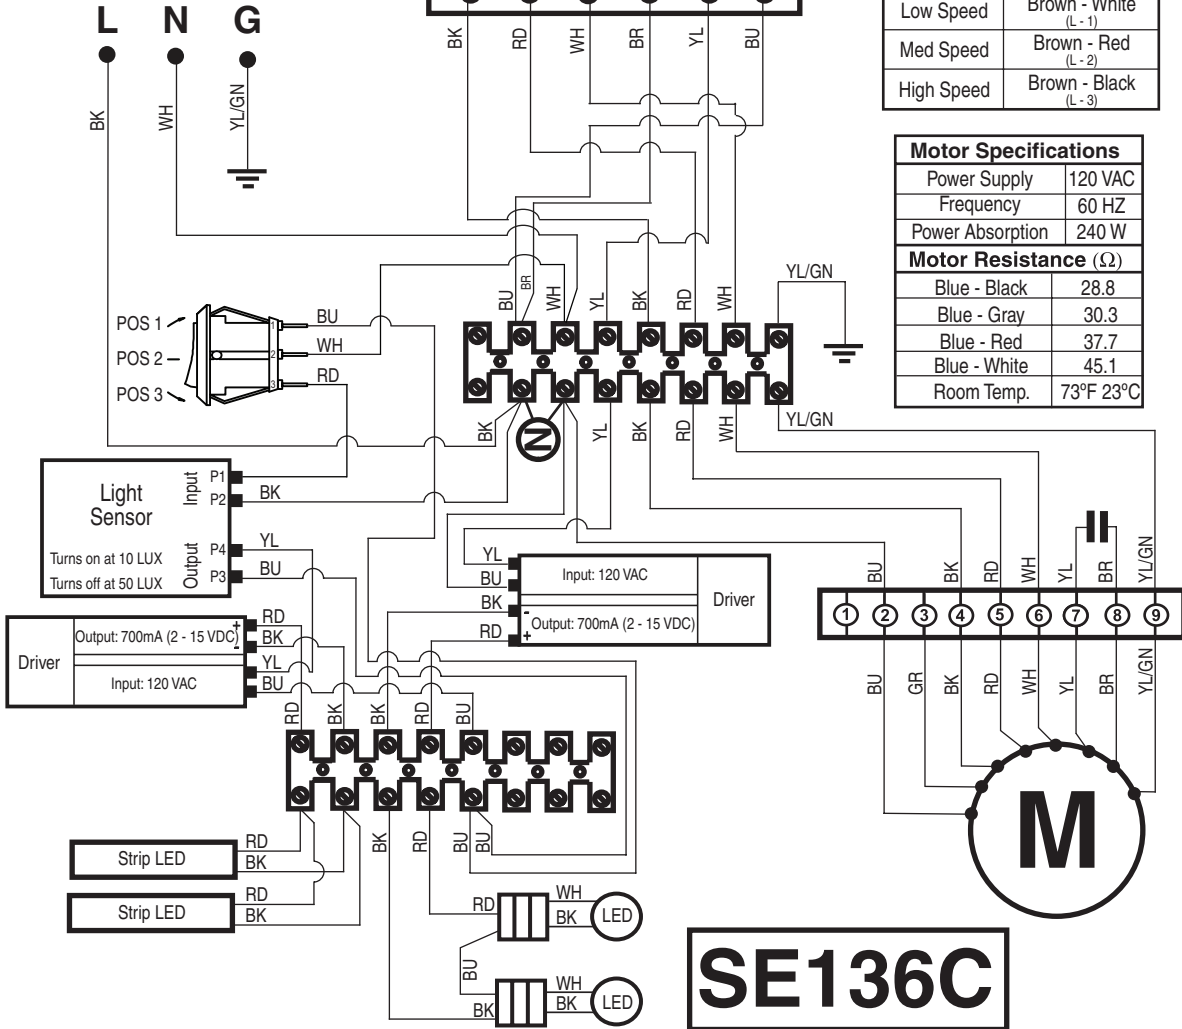 L N G
BK RD WH BR YL BU
Low Speed Brown - White
(L - 1)
Med Speed Brown - Red
(L - 2)
High Speed Brown - Black
(L - 3)
BK WH YL/GN
Motor Specifications
Power Supply 120 VAC
Frequency 60 HZ
Power Absorption 240 W
Motor Resistance (Ω)
Blue - Black 28.8
Blue - Gray 30.3
Blue - Red 37.7
Blue - White 45.1
Room Temp. 73ºF 23ºC
BU BR WH YL BK RD WH YL/GN
POS 1
POS 2
POS 3
1 BU
2 WH
3 RD
BK N YL BK RD WH YL/GN
Light
Sensor
Turns on at 10 LUX
Turns off at 50 LUX
Input
Output
P1
P2 BK
P4 YL
P3 BU
YL
BU
BK -
RD +
Input: 120 VAC
Output: 700mA (2 - 15 VDC)
Driver
BU BK RD WH YL BR YL/GN
1 2 3 4 5 6 7 8 9
BU GR BK RD WH YL BR YL/GN
M
Driver
Output: 700mA (2 - 15 VDC)
Input: 120 VAC
+ RD
- BK
YL
BU
RD BK BK RD BU
BK RD BU BU
Strip LED RD
BK
Strip LED RD
BK
RD WH
BK LED
BU
BK WH
BK LED
SE136C